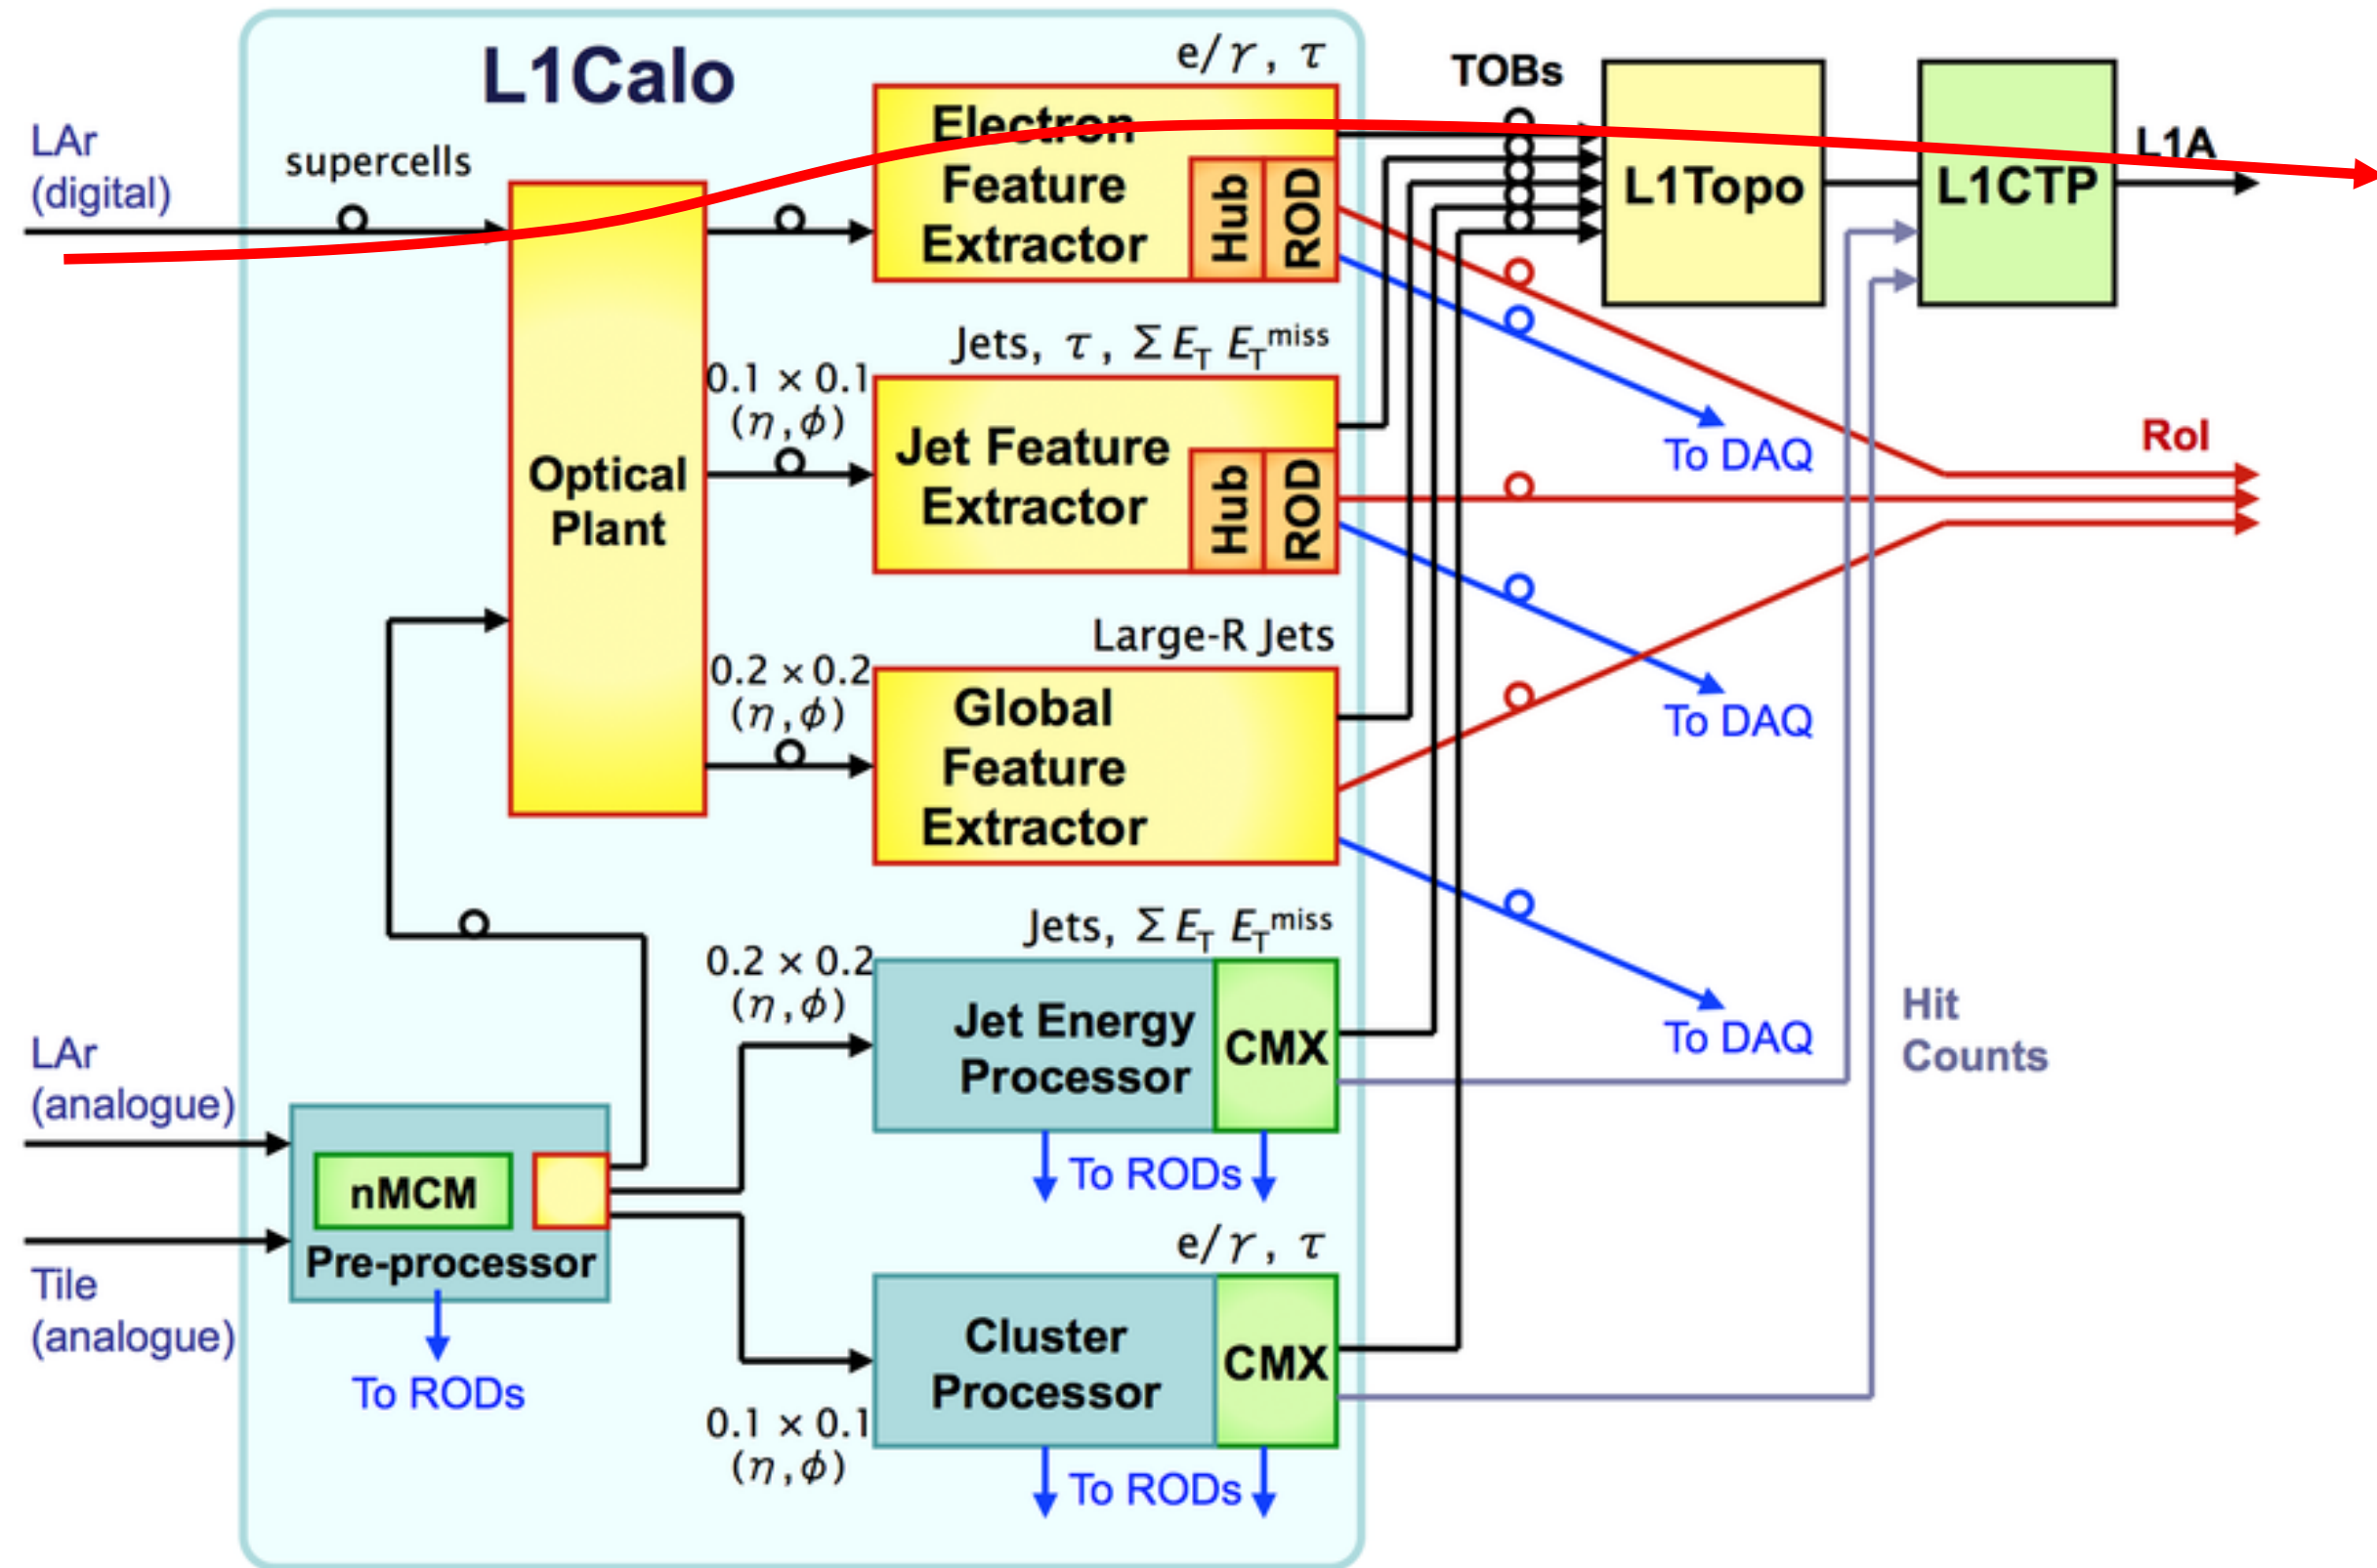 L1Calo
e/γ, τ
TOBs
LAr
(digital)
supercells
Electron
Feature
Extractor
Hub
ROD
L1Topo
L1CTP
L1A
Jets, τ, Σ E_T E_T^miss
0.1 × 0.1
(η,ϕ)
Jet Feature
Extractor
Hub
ROD
To DAQ
RoI
Optical
Plant
Large-R Jets
0.2 × 0.2
(η,ϕ)
Global
Feature
Extractor
To DAQ
Jets, Σ E_T E_T^miss
0.2 × 0.2
(η,ϕ)
Jet Energy
Processor
CMX
To DAQ
Hit
Counts
LAr
(analogue)
nMCM
Pre-processor
To RODs
Tile
(analogue)
To RODs
e/γ, τ
Cluster
Processor
CMX
0.1 × 0.1
(η,ϕ)
To RODs